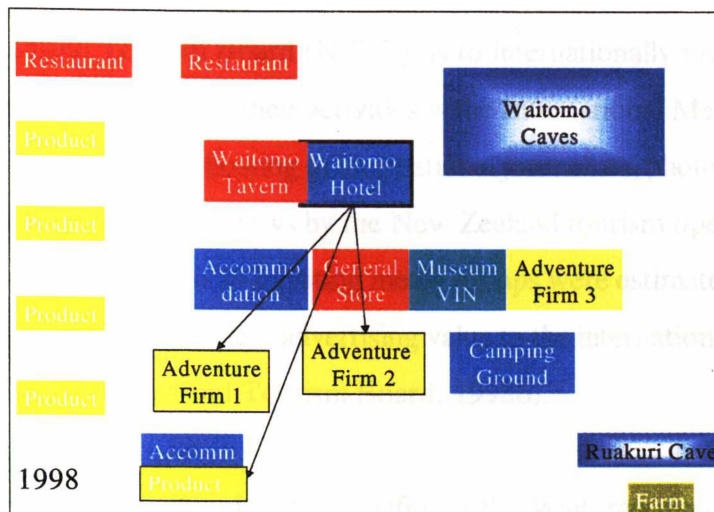 Restaurant
Restaurant
Waitomo
Caves
Product
Waitomo
Tavern
Waitomo
Hotel
Product
Accommo
dation
General
Store
Museum
VIN
Adventure
Firm 3
Product
Adventure
Firm 1
Adventure
Firm 2
Camping
Ground
Product
Accomm
Product
Ruakuri Cave
Farm
1998